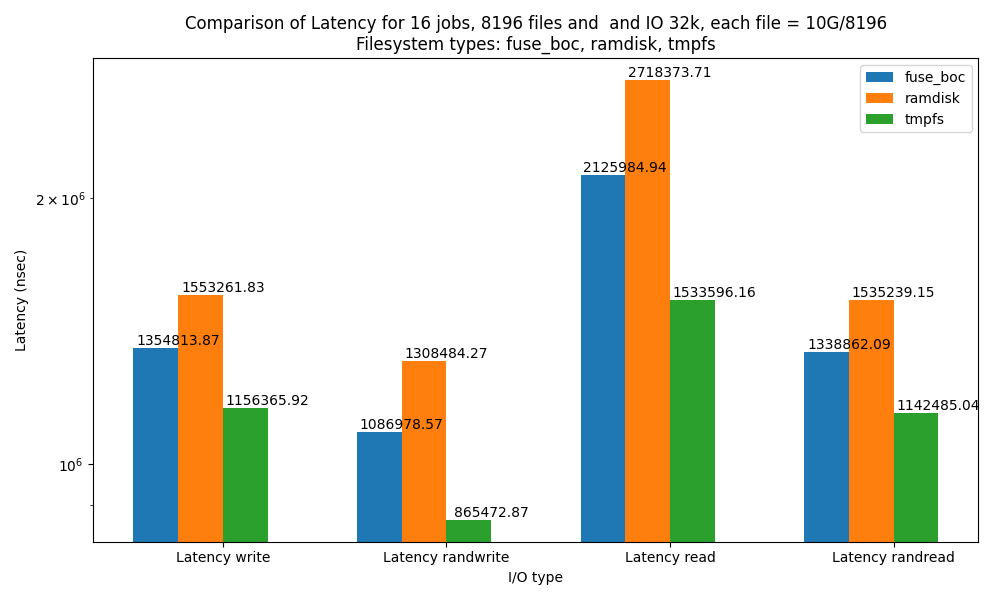 Comparison of Latency for 16 jobs, 8196 files and  and IO 32k, each file = 10G/8196
Filesystem types: fuse_boc, ramdisk, tmpfs
fuse_boc
ramdisk
tmpfs
2718373.71
2125984.94
1553261.83
1533596.16
1535239.15
1354813.87
1308484.27
1338862.09
1156365.92
1086978.57
1142485.04
865472.87
2 × 10⁶
10⁶
Latency (nsec)
Latency write
Latency randwrite
Latency read
Latency randread
I/O type